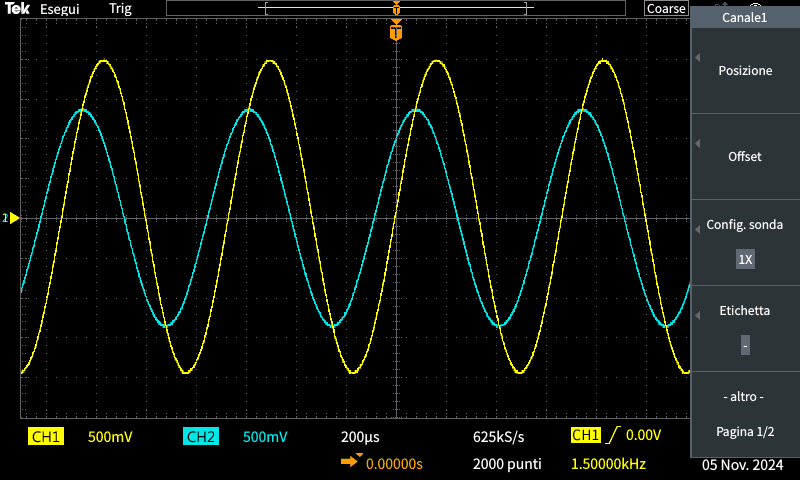 Tek Esegui Trig Coarse
T
T
Canale1
Posizione
Offset
Config. sonda
1X
Etichetta
-
- altro -
Pagina 1/2
CH1 500mV CH2 500mV 200µs 625kS/s CH1 0.00V
0.00000s 2000 punti 1.50000kHz 05 Nov. 2024